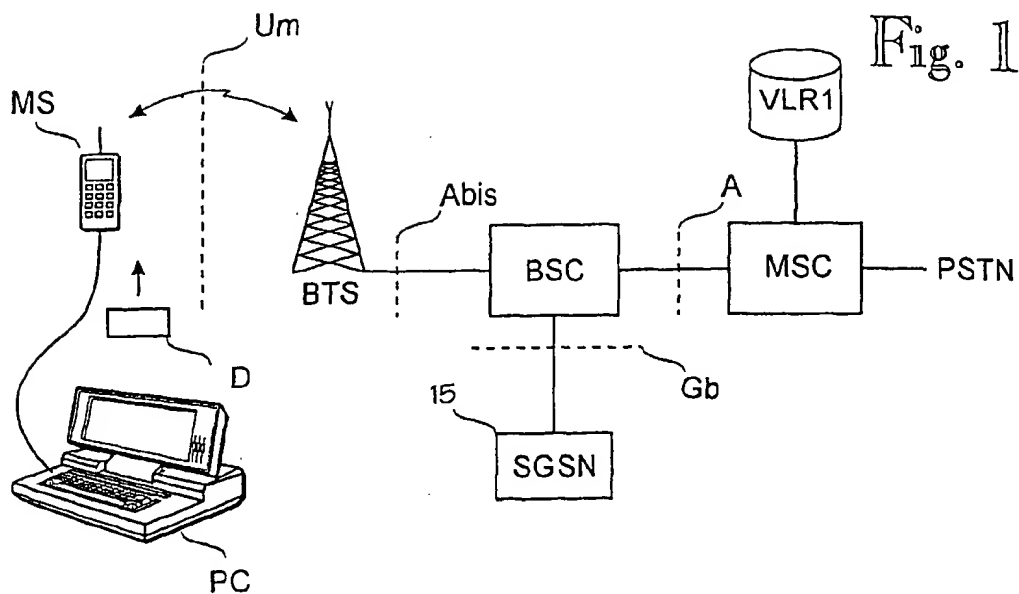 Fig. 1
Um
MS
VLR1
Abis
A
BTS
BSC
MSC
PSTN
D
Gb
15
SGSN
PC